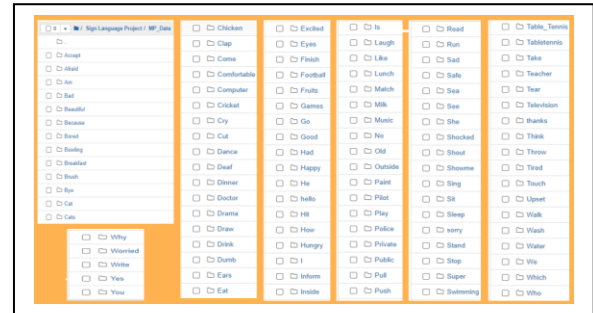 0 / Sign Language Project / MP_Data
..
Accept
Afraid
Am
Bad
Beautiful
Because
Bored
Bowling
Breakfast
Brush
Bye
Cat
Cats
Why
Worried
Write
Yes
You
Chicken
Clap
Come
Comfortable
Computer
Cricket
Cry
Cut
Dance
Deaf
Dinner
Doctor
Drama
Draw
Drink
Dumb
Ears
Eat
Excited
Eyes
Finish
Football
Fruits
Games
Go
Good
Had
Happy
He
hello
Hit
How
Hungry
I
Inform
Inside
Is
Laugh
Like
Lunch
Match
Milk
Music
No
Old
Outside
Paint
Pilot
Play
Police
Private
Public
Pull
Push
Read
Run
Sad
Safe
Sea
See
She
Shocked
Shout
Showme
Sing
Sit
Sleep
sorry
Stand
Stop
Super
Swimming
Table_Tennis
Tabletennis
Take
Teacher
Tear
Television
thanks
Think
Throw
Tired
Touch
Upset
Walk
Wash
Water
We
Which
Who